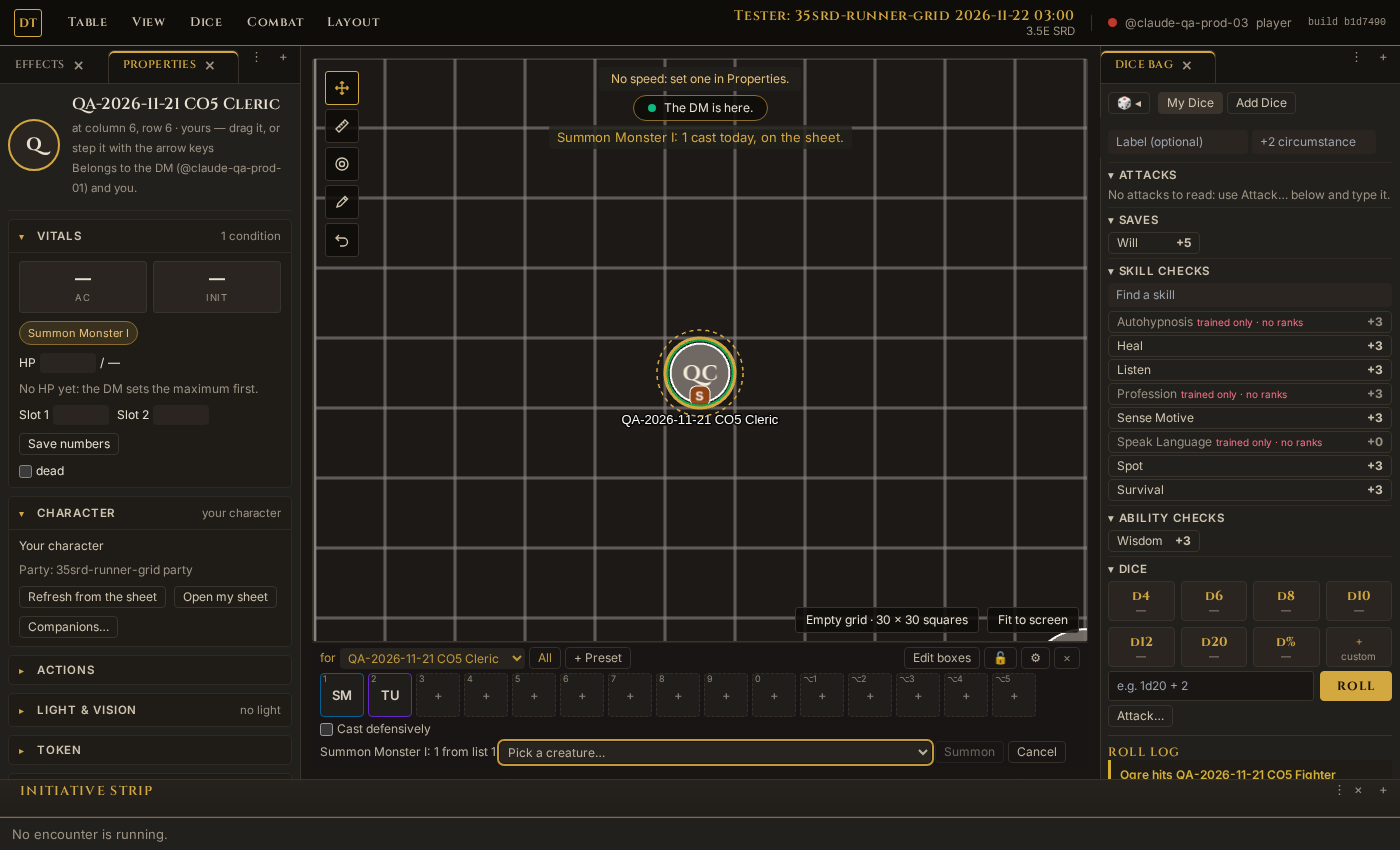 DT
TABLE VIEW DICE COMBAT LAYOUT
TESTER: 35SRD-RUNNER-GRID 2026-11-22 03:00
3.5E SRD
@claude-qa-prod-03 player
build b1d7490
EFFECTS × PROPERTIES ×
QA-2026-11-21 CO5 CLERIC
Q
at column 6, row 6 · yours — drag it, or
step it with the arrow keys
Belongs to the DM (@claude-qa-prod-
01) and you.
VITALS 1 condition
— —
AC INIT
Summon Monster I
HP / —
No HP yet: the DM sets the maximum first.
Slot 1 Slot 2
Save numbers
dead
CHARACTER your character
Your character
Party: 35srd-runner-grid party
Refresh from the sheet Open my sheet
Companions...
ACTIONS
LIGHT & VISION no light
TOKEN
No speed: set one in Properties.
The DM is here.
Summon Monster I: 1 cast today, on the sheet.
QC
S
QA-2026-11-21 CO5 Cleric
Empty grid · 30 × 30 squares Fit to screen
for QA-2026-11-21 CO5 Cleric All + Preset Edit boxes ×
1 2 3 4 5 6 7 8 9 0 ⌥1 ⌥2 ⌥3 ⌥4 ⌥5
SM TU + + + + + + + + + + + + +
Cast defensively
Summon Monster I: 1 from list 1 Pick a creature... Summon Cancel
DICE BAG ×
My Dice Add Dice
Label (optional) +2 circumstance
ATTACKS
No attacks to read: use Attack... below and type it.
SAVES
Will +5
SKILL CHECKS
Find a skill
Autohypnosis trained only · no ranks +3
Heal +3
Listen +3
Profession trained only · no ranks +3
Sense Motive +3
Speak Language trained only · no ranks +0
Spot +3
Survival +3
ABILITY CHECKS
Wisdom +3
DICE
D4 D6 D8 D10
— — — —
D12 D20 D% +
— — — custom
e.g. 1d20 + 2 ROLL
Attack...
ROLL LOG
Ogre hits QA-2026-11-21 CO5 Fighter
INITIATIVE STRIP
No encounter is running.